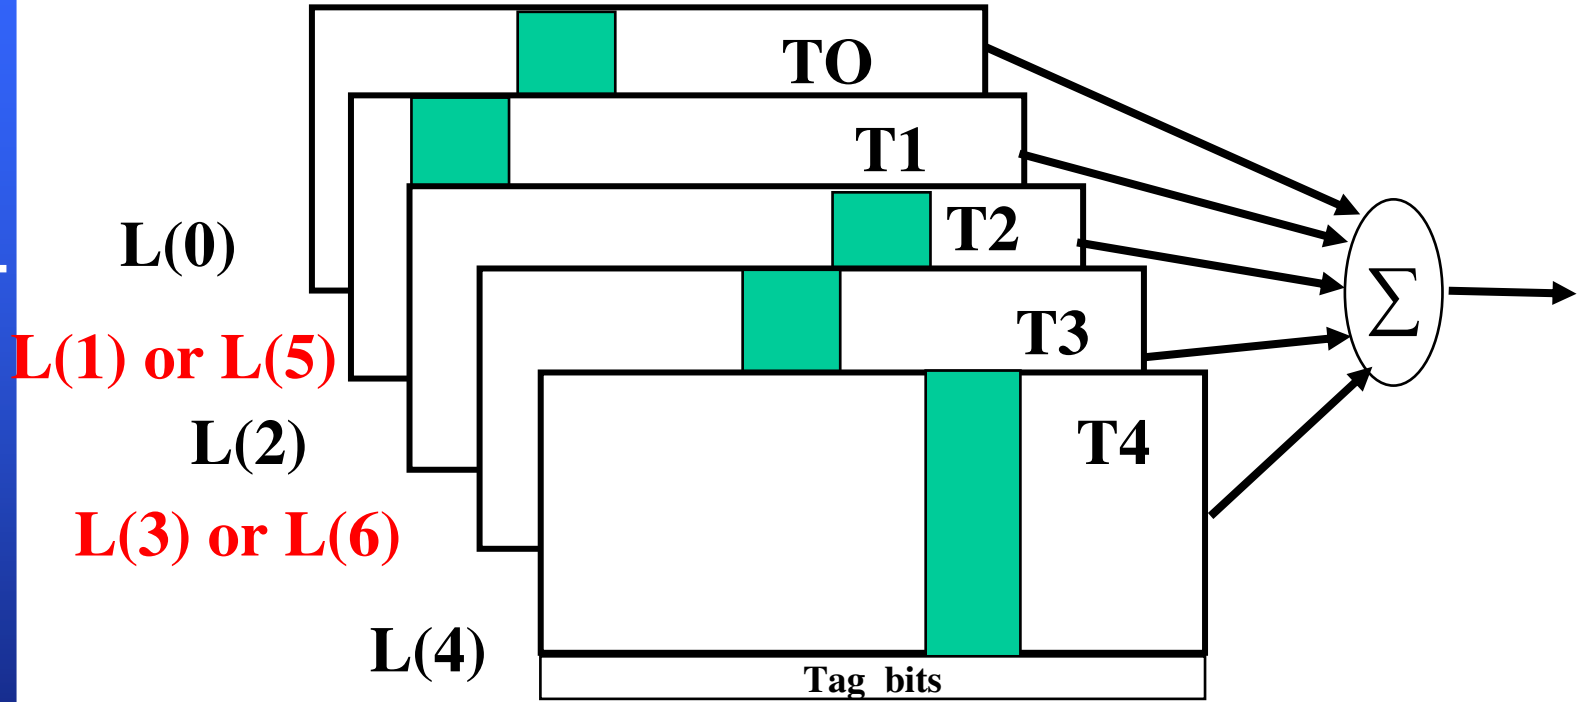 TO
T1
T2
L(0)
T3
L(1) or L(5)
∑
L(2)
T4
L(3) or L(6)
L(4)
Tag bits